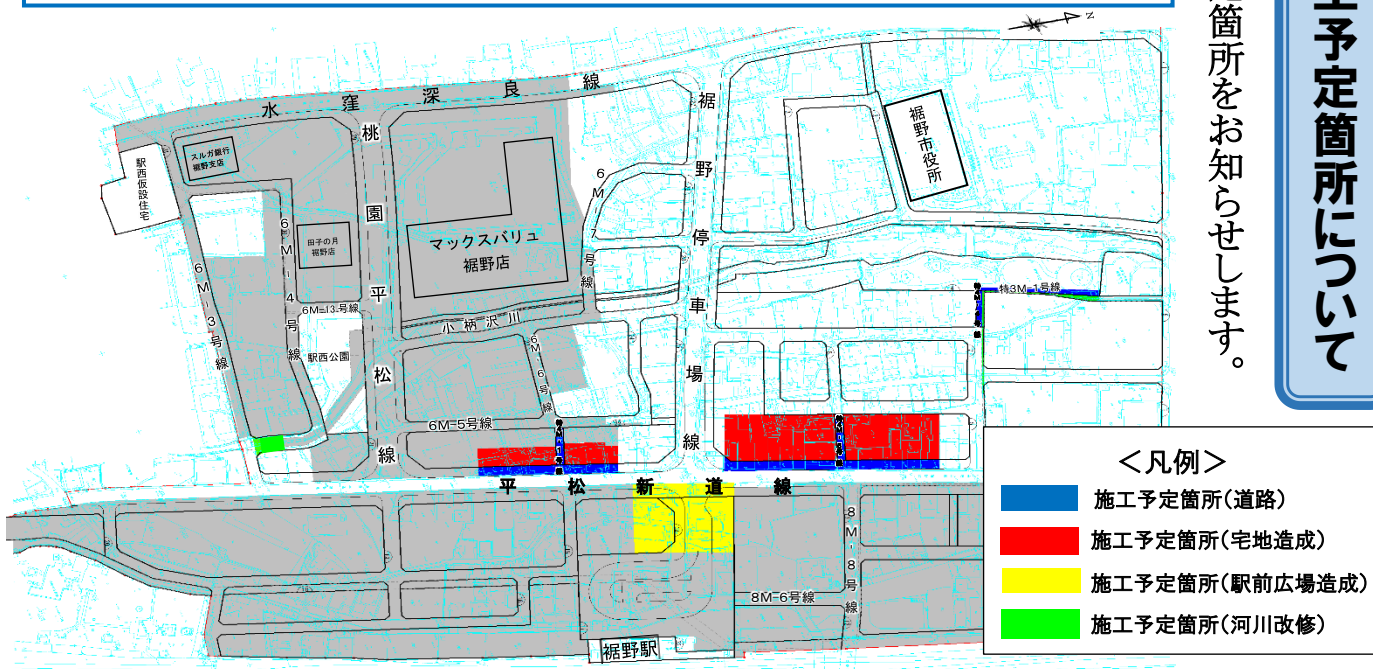 工予定箇所について
箇所をお知らせします。
N
水窪深良線
桃園平松線
裾野停車場線
平松新道線
駅西仮設住宅
スルガ銀行
裾野支店
田子の月
裾野店
マックスバリュ
裾野店
裾野市役所
小柄沢川
駅西公園
6M-3号線
6M-4号線
6M-13号線
6M-5号線
6M-6号線
6M-7号線
特3M-1号線
8M-8号線
8M-6号線
裾野駅
＜凡例＞
施工予定箇所(道路)
施工予定箇所(宅地造成)
施工予定箇所(駅前広場造成)
施工予定箇所(河川改修)